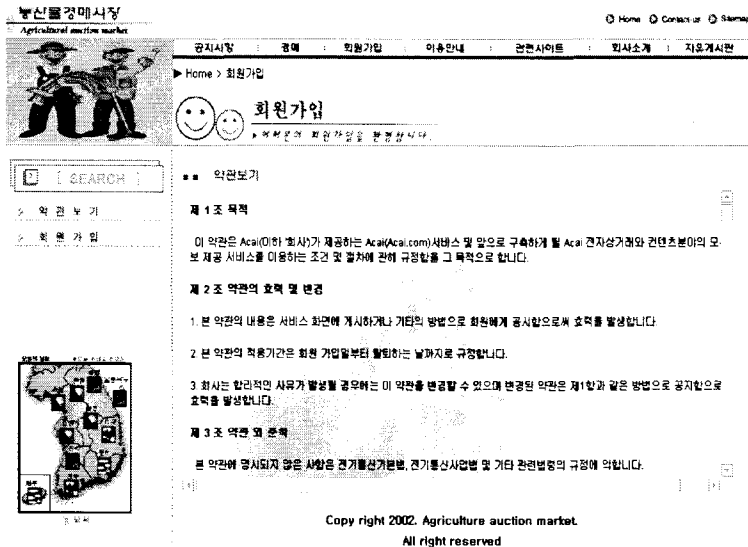 농산물경매시장
Agricultural auction market
Home Contact us Sitemap
공지사항 : 경매 : 회원가입 : 이용안내 : 관련사이트 : 회사소개 : 자유게시판
▶ Home > 회원가입
회원가입
여러분의 회원가입을 환영합니다.
[ SEARCH ]
> 약 관 보 기
> 회 원 가 입
약관보기
제 1 조 목적
이 약관은 Acai(이하 '회사')가 제공하는 Acai(Acai.com)서비스 및 앞으로 구축하게 될 Acai 전자상거래와 컨텐츠분야의 모
보 제공 서비스를 이용하는 조건 및 절차에 관해 규정함을 그 목적으로 합니다.
제 2 조 약관의 효력 및 변경
1. 본 약관의 내용은 서비스 화면에 게시하거나 기타의 방법으로 회원에게 공시함으로써 효력을 발생합니다.
2. 본 약관의 적용기간은 회원 가입일부터 탈퇴하는 날까지로 규정합니다.
3. 회사는 합리적인 사유가 발생될 경우에는 이 약관을 변경할 수 있으며 변경된 약관은 제1항과 같은 방법으로 공지함으로
효력을 발생합니다.
제 3 조 약관 외 준칙
본 약관에 명시되지 않은 사항은 전기통신기본법, 전기통신사업법 및 기타 관련법령의 규정에 의합니다.
Copy right 2002. Agriculture auction market.
All right reserved